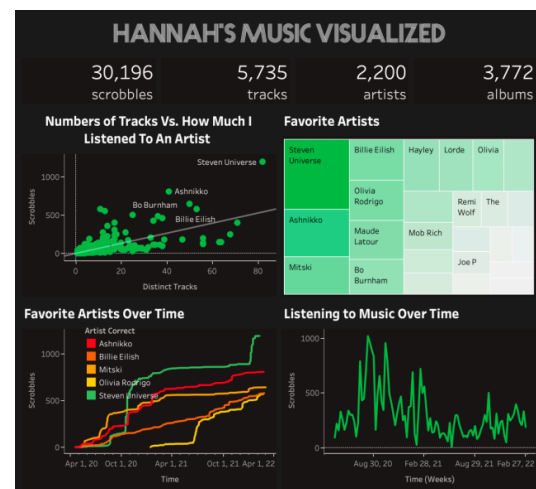 HANNAH'S MUSIC VISUALIZED
30,196
scrobbles
5,735
tracks
2,200
artists
3,772
albums
Numbers of Tracks Vs. How Much I
Listened To An Artist
Scrobbles
1000
500
0
Steven Universe
Ashnikko
Bo Burnham
Billie Eilish
0
20
40
60
80
Distinct Tracks
Favorite Artists
Steven
Universe
Billie Eilish
Hayley
Lorde
Olivia
Olivia
Rodrigo
Ashnikko
Remi
Wolf
The
Maude
Latour
Mob Rich
Mitski
Bo
Burnham
Joe P
Favorite Artists Over Time
Artist Correct
Ashnikko
Billie Eilish
Mitski
Olivia Rodrigo
Steven Universe
Scrobbles
1000
500
0
Apr 1, 20
Oct 1, 20
Apr 1, 21
Oct 1, 21
Apr 1, 22
Time
Listening to Music Over Time
Scrobbles
1000
500
0
Aug 30, 20
Feb 28, 21
Aug 29, 21
Feb 27, 22
Time (Weeks)